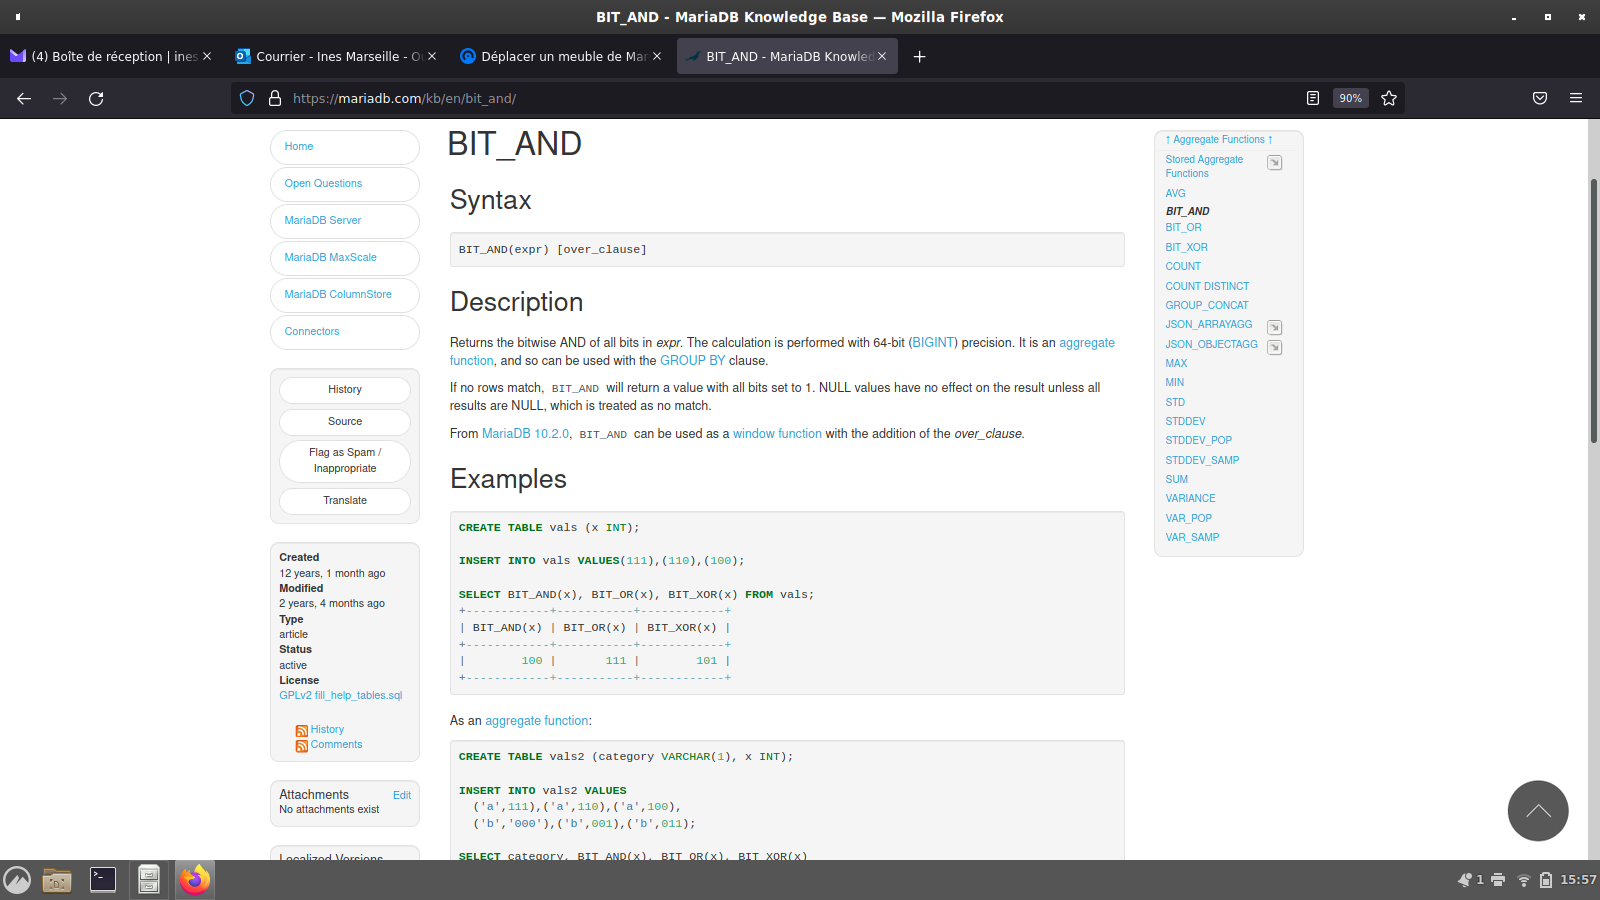 BIT_AND - MariaDB Knowledge Base — Mozilla Firefox
(4) Boîte de réception | ines
Courrier - Ines Marseille - O
Déplacer un meuble de Mar
BIT_AND - MariaDB Knowled
https://mariadb.com/kb/en/bit_and/
90%
Home
Open Questions
MariaDB Server
MariaDB MaxScale
MariaDB ColumnStore
Connectors
History
Source
Flag as Spam /
Inappropriate
Translate
Created
12 years, 1 month ago
Modified
2 years, 4 months ago
Type
article
Status
active
License
GPLv2 fill_help_tables.sql
History
Comments
Attachments Edit
No attachments exist
Localized Versions
BIT_AND
Syntax
BIT_AND(expr) [over_clause]
Description
Returns the bitwise AND of all bits in expr. The calculation is performed with 64-bit (BIGINT) precision. It is an aggregate
function, and so can be used with the GROUP BY clause.
If no rows match, BIT_AND will return a value with all bits set to 1. NULL values have no effect on the result unless all
results are NULL, which is treated as no match.
From MariaDB 10.2.0, BIT_AND can be used as a window function with the addition of the over_clause.
Examples
CREATE TABLE vals (x INT);
INSERT INTO vals VALUES(111),(110),(100);
SELECT BIT_AND(x), BIT_OR(x), BIT_XOR(x) FROM vals;
+------------+-----------+------------+
| BIT_AND(x) | BIT_OR(x) | BIT_XOR(x) |
+------------+-----------+------------+
|        100 |       111 |        101 |
+------------+-----------+------------+
As an aggregate function:
CREATE TABLE vals2 (category VARCHAR(1), x INT);
INSERT INTO vals2 VALUES
('a',111),('a',110),('a',100),
('b','000'),('b',001),('b',011);
SELECT category, BIT_AND(x), BIT_OR(x), BIT_XOR(x)
↑ Aggregate Functions ↑
Stored Aggregate
Functions
AVG
BIT_AND
BIT_OR
BIT_XOR
COUNT
COUNT DISTINCT
GROUP_CONCAT
JSON_ARRAYAGG
JSON_OBJECTAGG
MAX
MIN
STD
STDDEV
STDDEV_POP
STDDEV_SAMP
SUM
VARIANCE
VAR_POP
VAR_SAMP
1
15:57